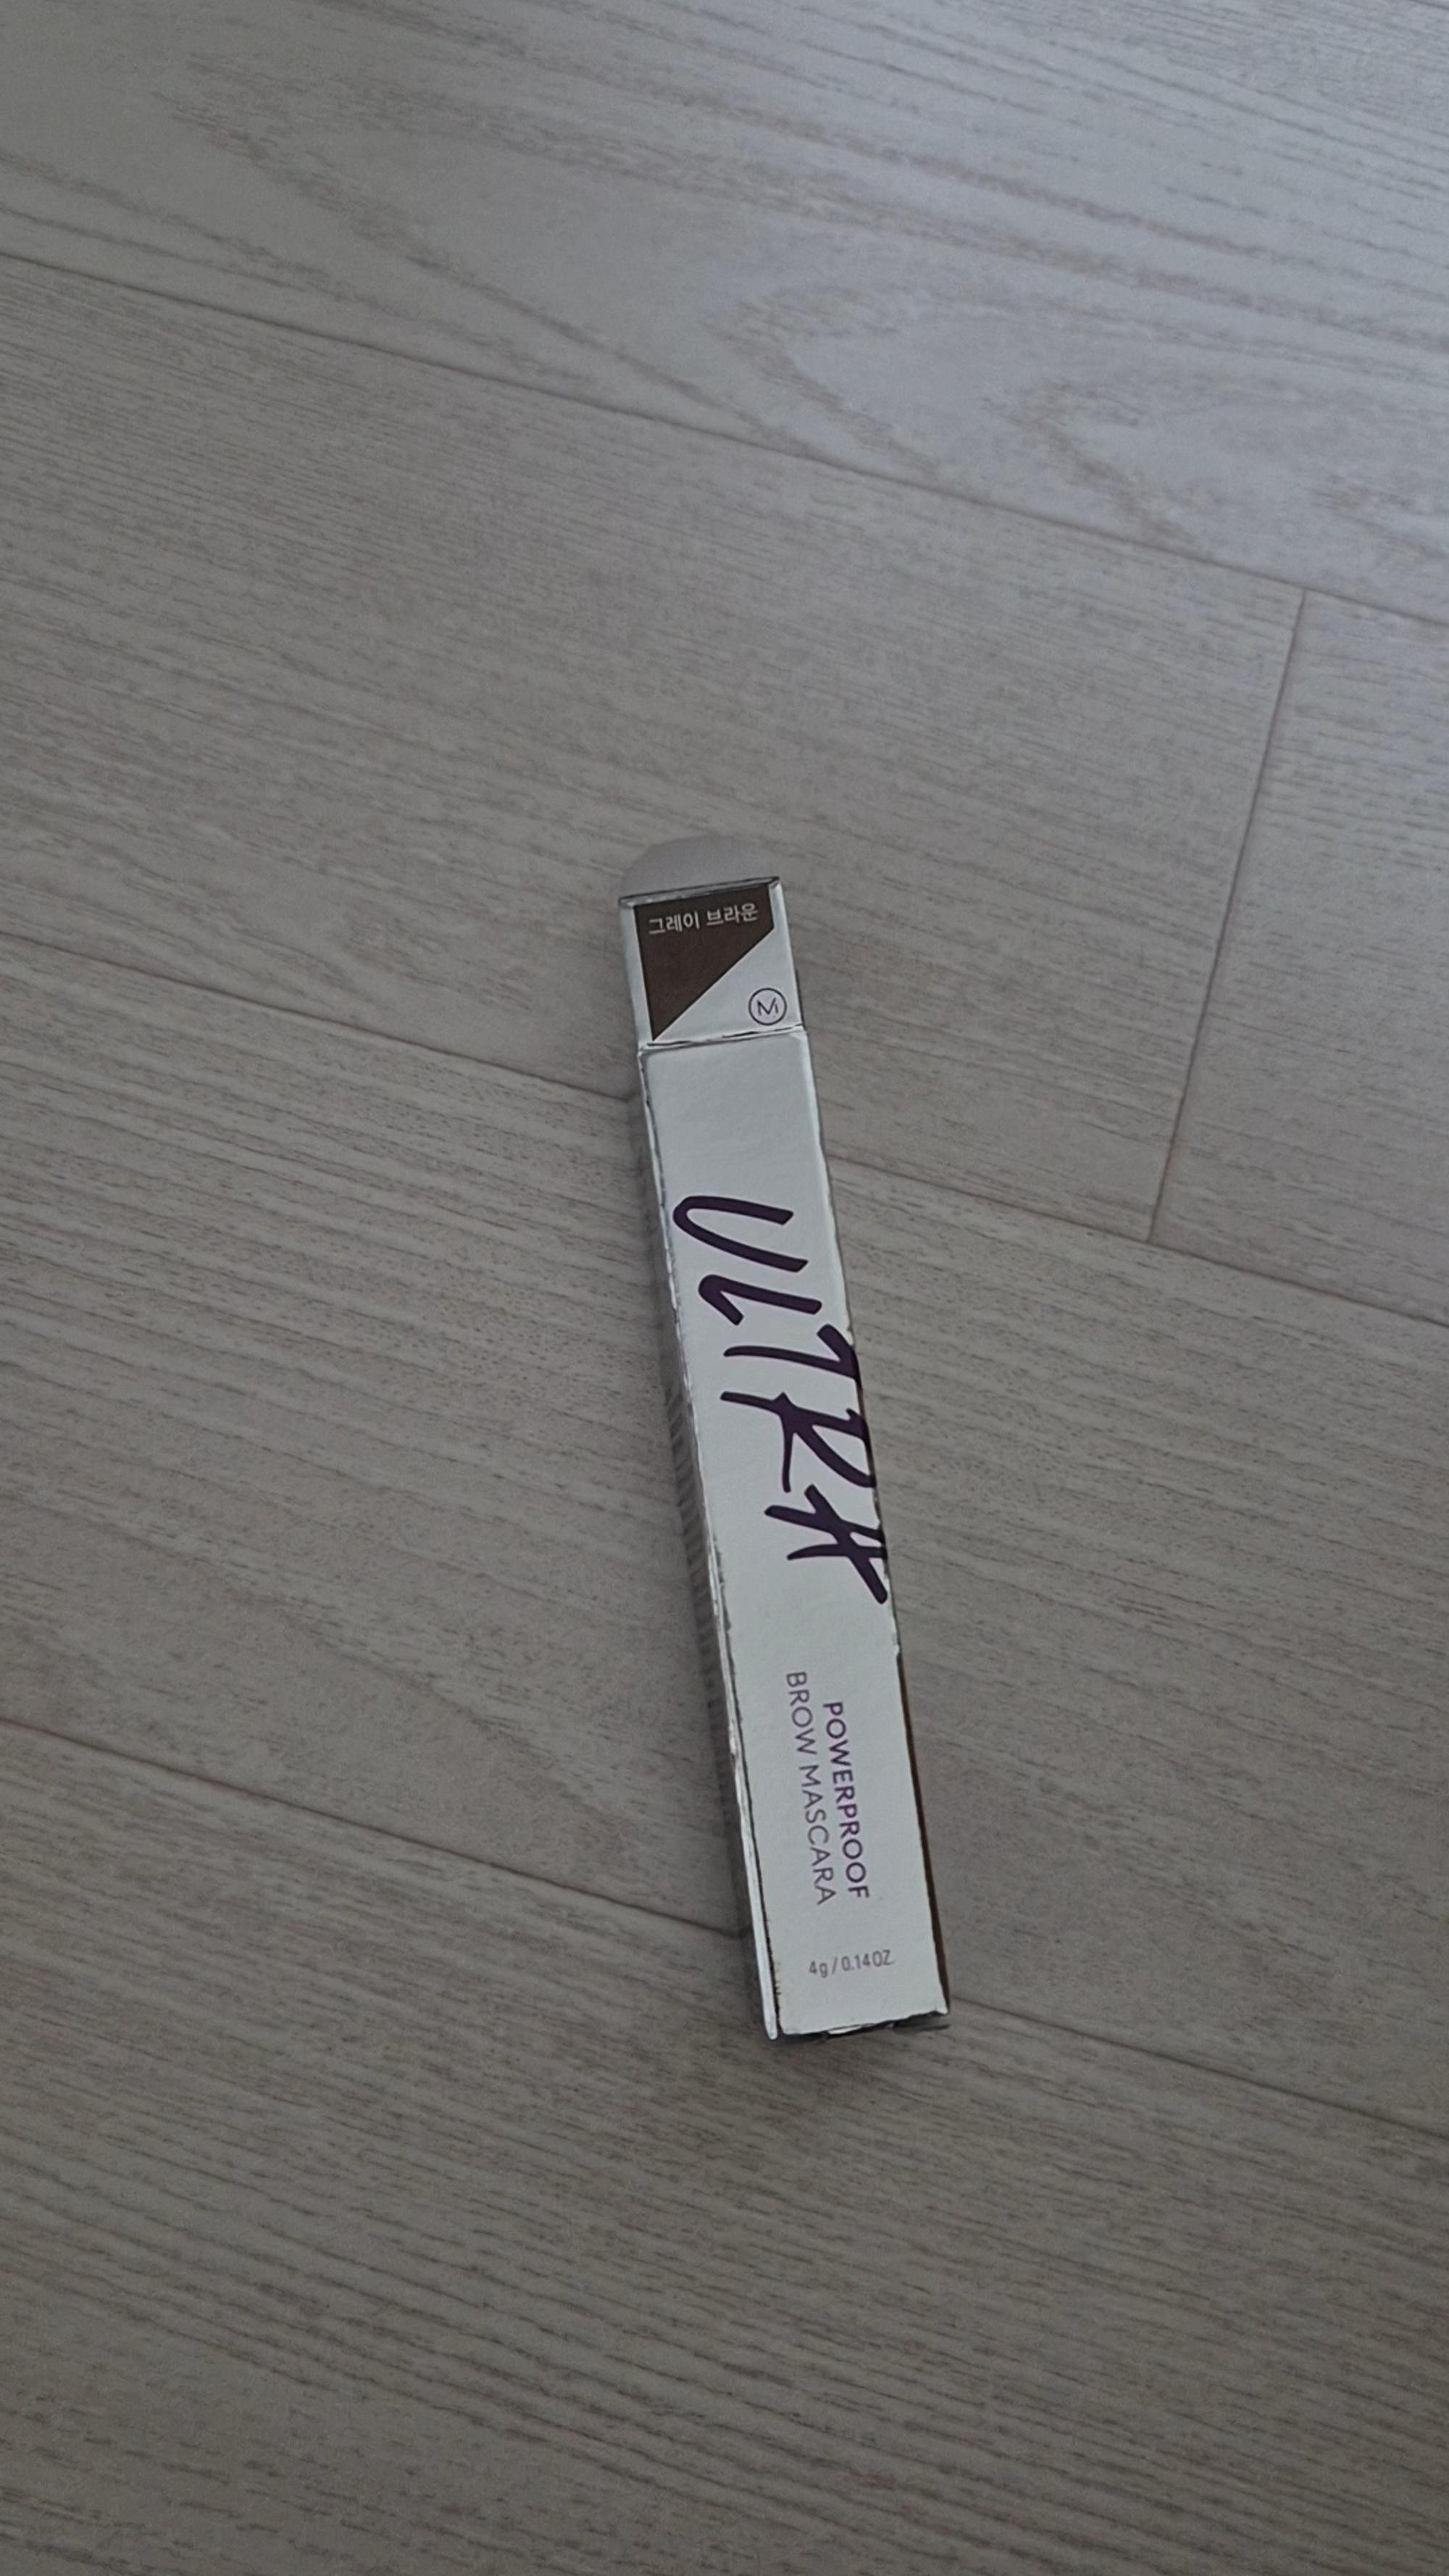 그레이 브라운
M
ULTRA
POWERPROOF
BROW MASCARA
4g / 0.14 OZ.